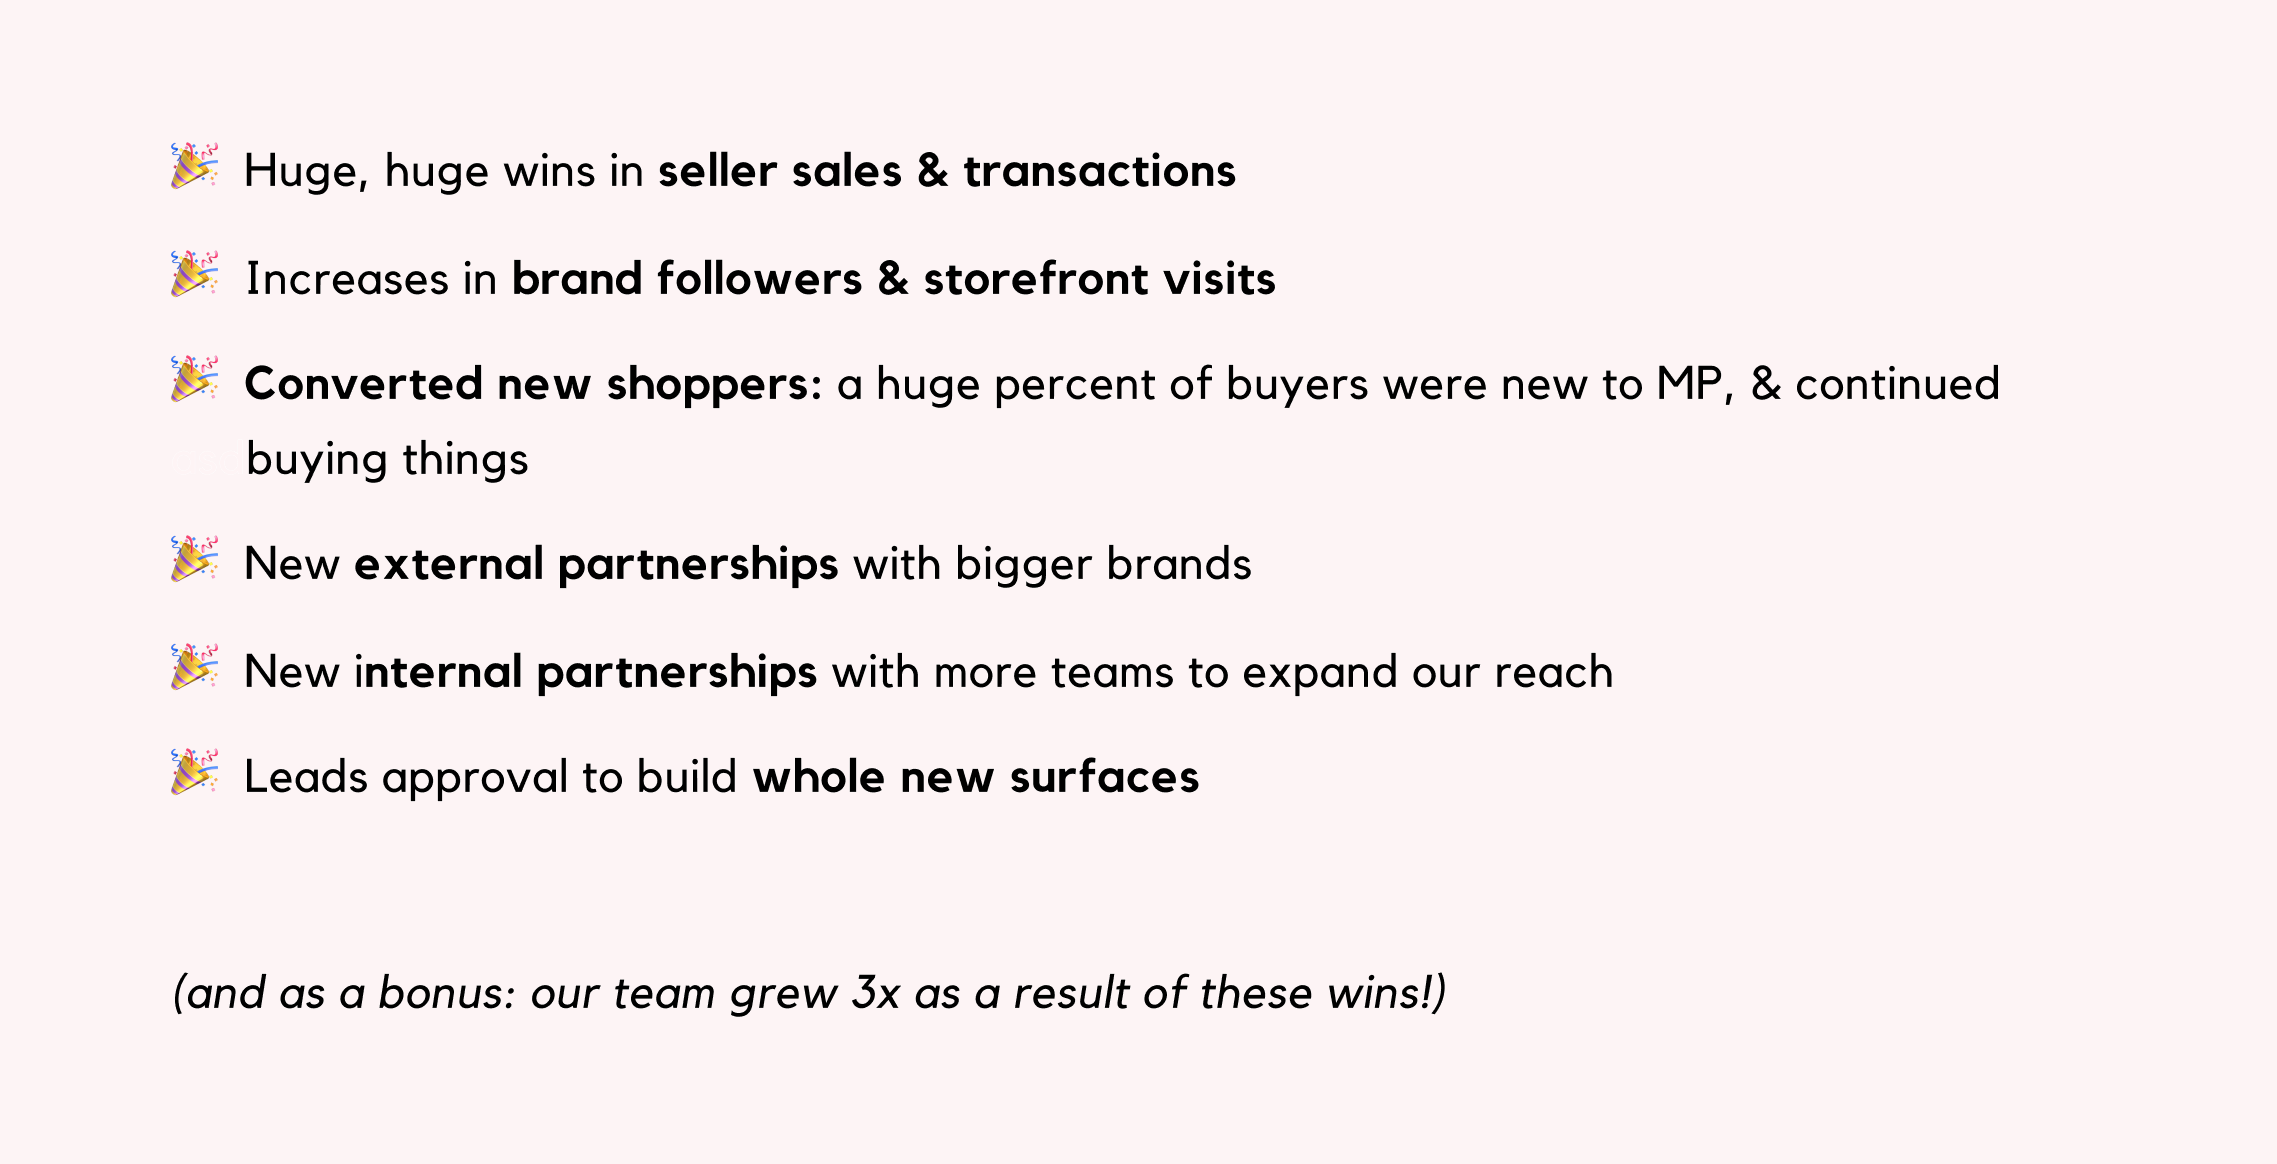 🎉 Huge, huge wins in seller sales & transactions
🎉 Increases in brand followers & storefront visits
🎉 Converted new shoppers: a huge percent of buyers were new to MP, & continued
buying things
🎉 New external partnerships with bigger brands
🎉 New internal partnerships with more teams to expand our reach
🎉 Leads approval to build whole new surfaces
(and as a bonus: our team grew 3x as a result of these wins!)